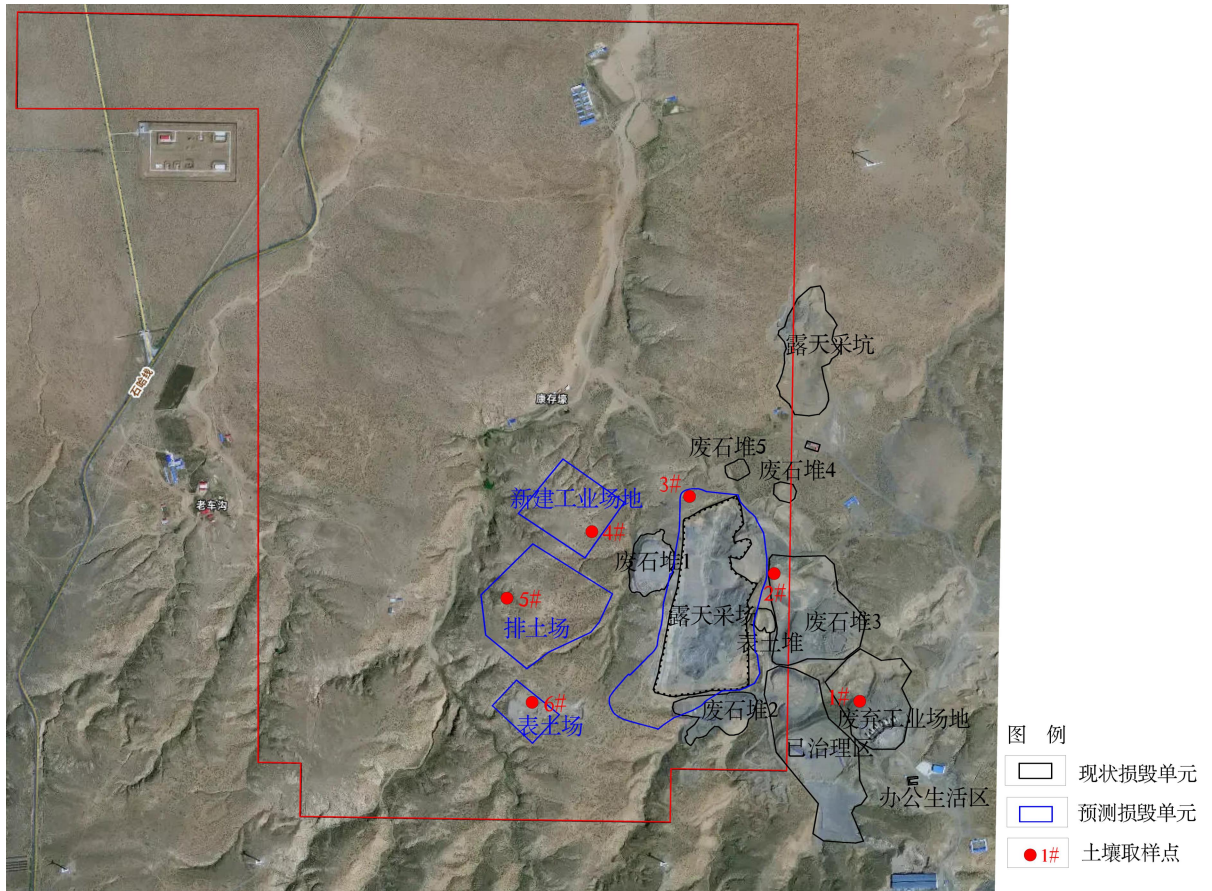 露天采坑
石哈线
康存壕
废石堆5
废石堆4
3#
新建工业场地
老车沟
4#
废石堆1
2#
5#
露天采场
废石堆3
排土场
表土堆
1#
6#
废石堆2
废弃工业场地
表土场
已治理区
图 例
现状损毁单元
办公生活区
预测损毁单元
1#
土壤取样点